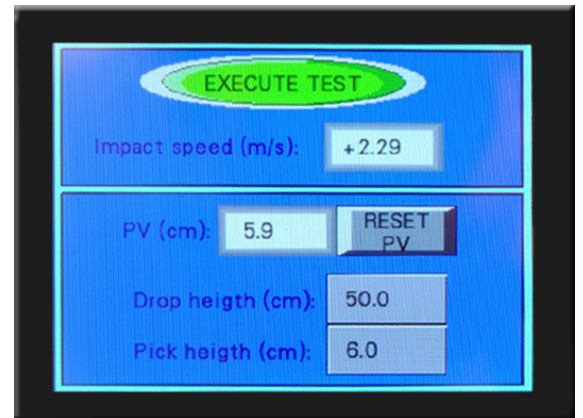 EXECUTE TEST
Impact speed (m/s): +2.29
PV (cm): 5.9 RESET PV
Drop heigth (cm): 50.0
Pick heigth (cm): 6.0